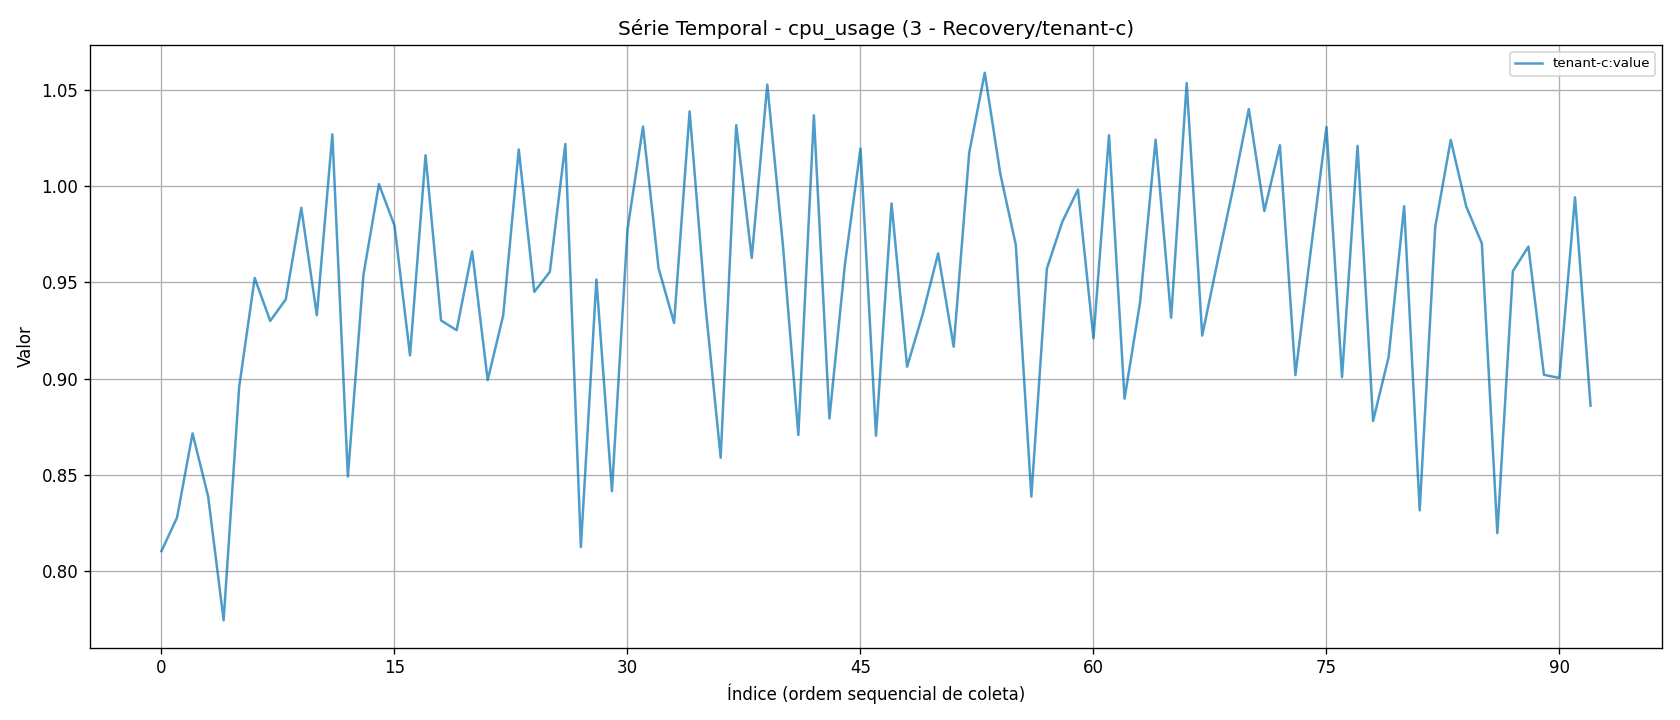 Série Temporal - cpu_usage (3 - Recovery/tenant-c)
tenant-c:value
Valor
1.05
1.00
0.95
0.90
0.85
0.80
0 15 30 45 60 75 90
Índice (ordem sequencial de coleta)